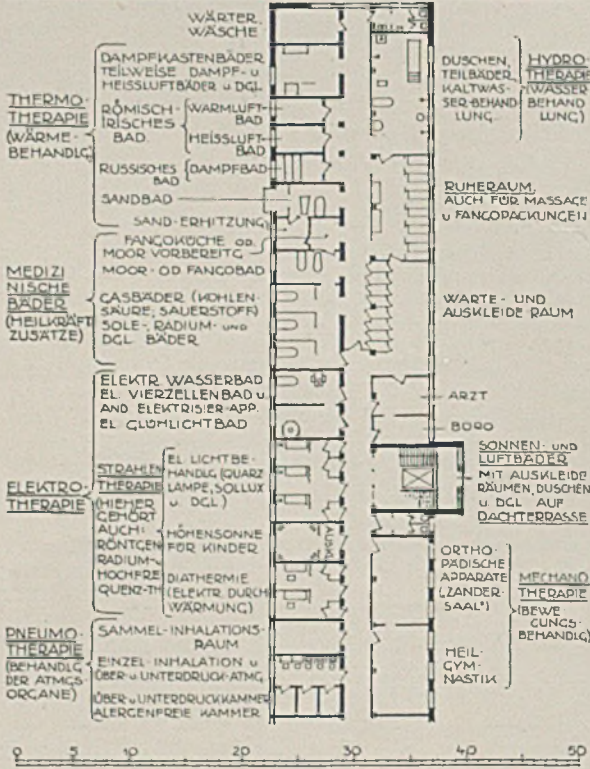 WÄRTER,
WÄSCHE
THERMO-
THERAPIE
(WÄRME-
BEHANDLG)
DAMPFKASTENBÄDER
TEILWEISE DAMPF- U
HEISSLUFTBÄDER U DGL
RÖMISCH-
IRISCHES
BAD
WARMLUFT-
BAD
HEISSLUFT-
BAD
RUSSISCHES
BAD
DAMPFBAD
SANDBAD
SAND-ERHITZUNG
MEDIZI
NISCHE
BÄDER
(HEILKRÄFT
ZUSÄTZE)
FANGOKÜCHE OD.
MOOR VORBEREITG
MOOR- OD FANGOBAD
GASBÄDER (KOHLEN-
SÄURE, SAUERSTOFF)
SOLE-, RADIUM- UND
DGL BÄDER
ELEKTRO-
THERAPIE
ELEKTR WASSERBAD
EL. VIERZELLENBAD U
AND ELEKTRISIER-APP.
EL GLÜHLICHTBAD
STRAHLEN
THERAPIE
(HIEHER
GEHÖRT
AUCH:
RÖNTGEN
RADIUM-U
HOCHFRE
QUENZ-TH
EL. LICHTBE-
HANDLG (QUARZ
LAMPE, SOLLUX
U DGL)
HÖHENSONNE
FÜR KINDER
AUSKL
DIATHERMIE
(ELEKTR. DURCH
WÄRMUNG)
PNEUMO-
THERAPIE
(BEHANDLG
DER ATMGS
ORGANE)
SAMMEL-INHALATIONS-
RAUM
EINZEL-INHALATION U
ÜBER-U UNTERDRUCK-ATMG
ÜBER-U UNTERDRUCKKAMMER
ALERGENFREIE KAMMER
DUSCHEN,
TEILBÄDER
KALTWAS-
SER-BEHAND
LUNG
HYDRO-
THERAPIE
(WASSER
BEHAND
LUNG)
RUHERAUM,
AUCH FÜR MASSAGE
U FANGOPACKUNGEN
WARTE- UND
AUSKLEIDE RAUM
ARZT
BÜRO
SONNEN- UND
LUFTBÄDER
MIT AUSKLEIDE
RÄUMEN, DUSCHEN
U DGL AUF
DACHTERRASSE
ORTHO-
PÄDISCHE
APPARATE
("ZANDER-
SAAL")
HEIL-
GYM-
NASTIK
MECHANO
THERAPIE
(BEWE
GUNGS-
BEHANDLG)
0 10 20 30 40 50